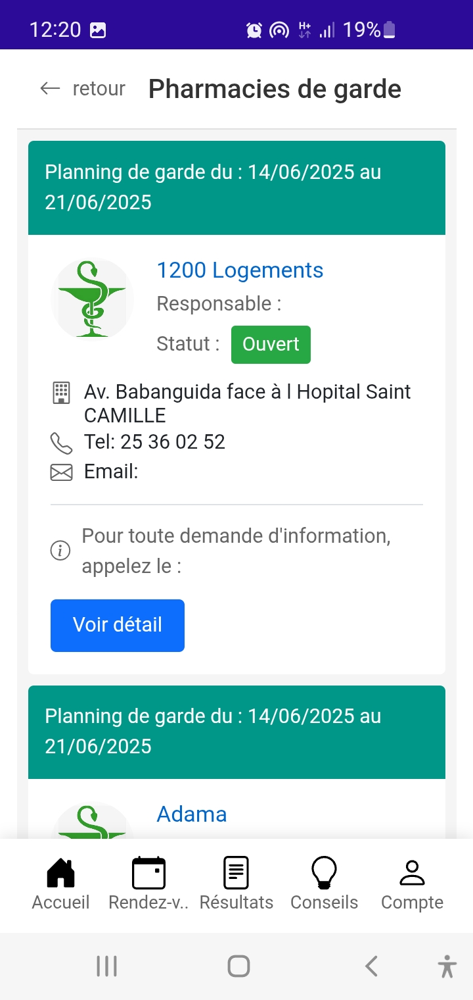 12:20
H+
19%
retour
Pharmacies de garde
Planning de garde du : 14/06/2025 au
21/06/2025
1200 Logements
Responsable :
Statut : Ouvert
Av. Babanguida face à l Hopital Saint
CAMILLE
Tel: 25 36 02 52
Email:
Pour toute demande d'information,
appelez le :
Voir détail
Planning de garde du : 14/06/2025 au
21/06/2025
Adama
Accueil
Rendez-v..
Résultats
Conseils
Compte